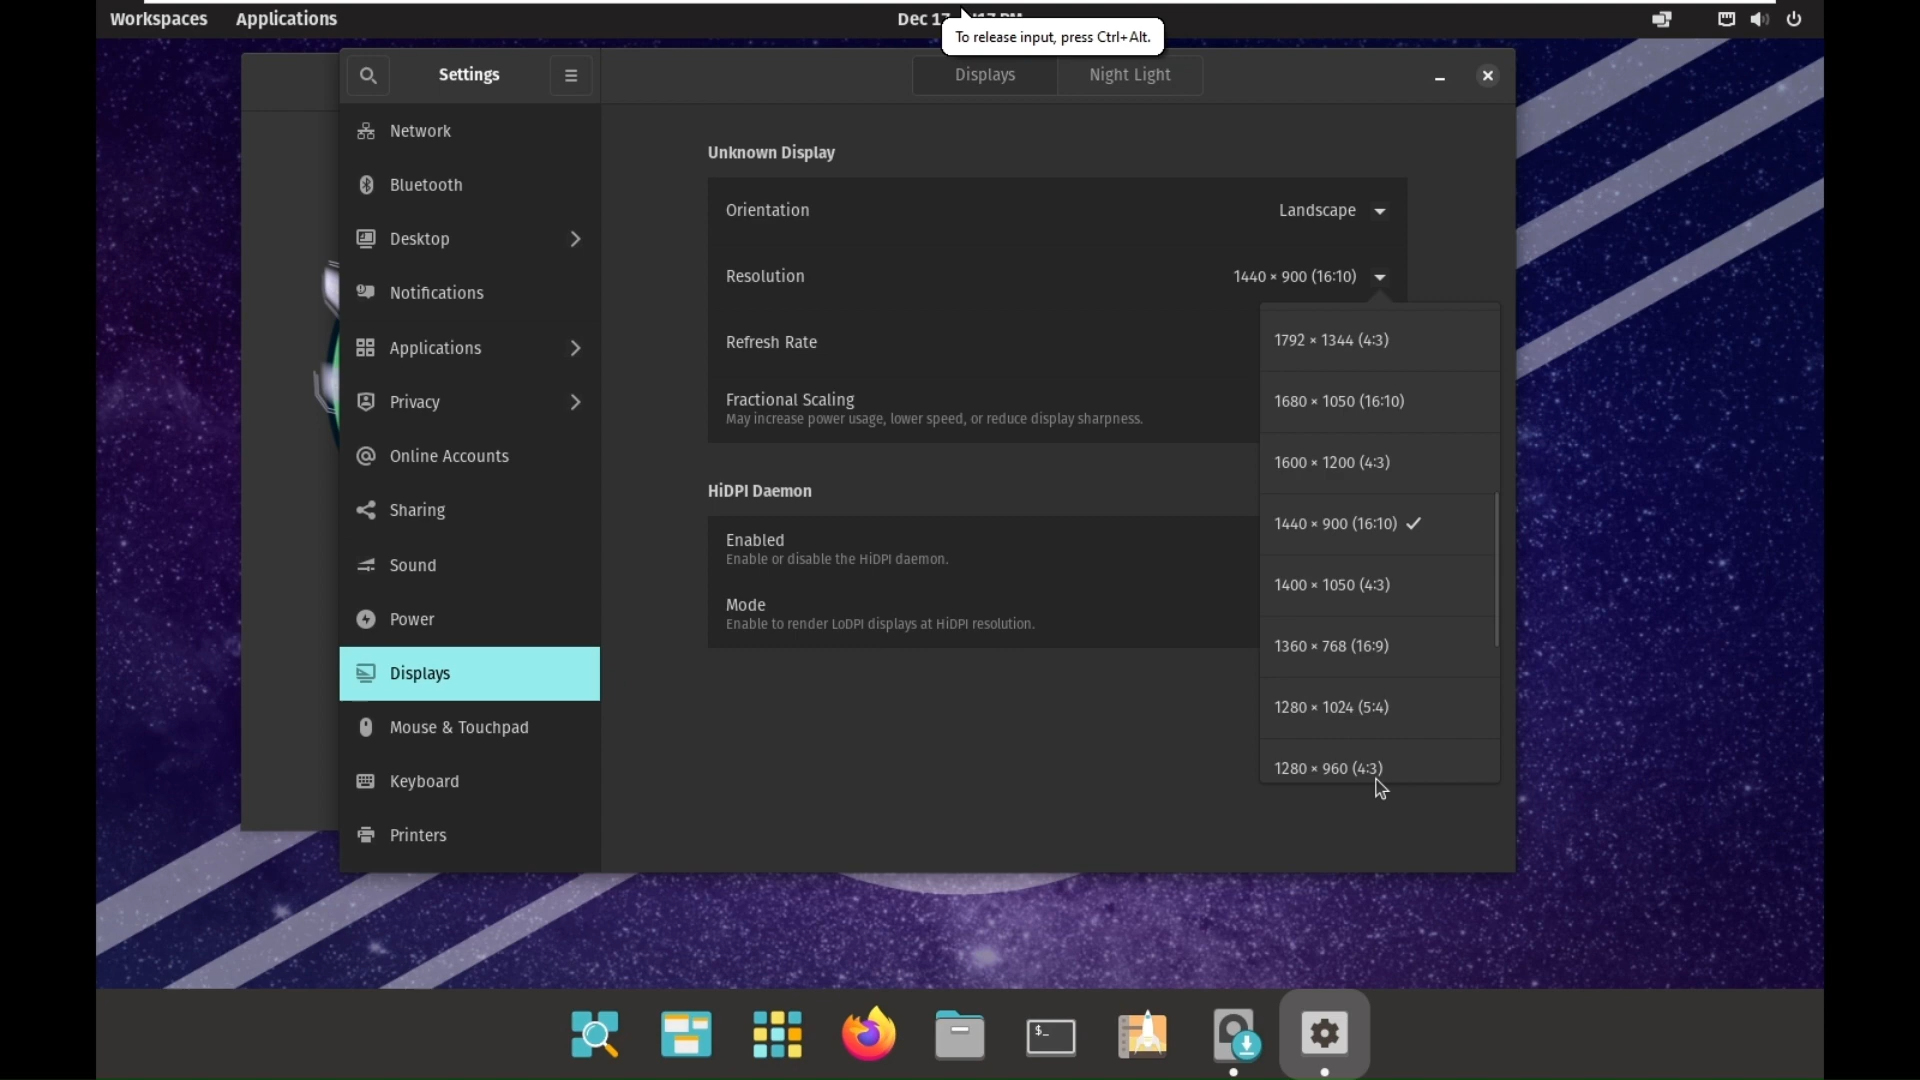 Workspaces
Applications
Dec 17
To release input, press Ctrl+Alt.
Settings
Displays
Night Light
Network
Bluetooth
Desktop
Notifications
Applications
Privacy
Online Accounts
Sharing
Sound
Power
Displays
Mouse & Touchpad
Keyboard
Printers
Unknown Display
Orientation
Landscape
Resolution
1440 × 900 (16:10)
Refresh Rate
Fractional Scaling
May increase power usage, lower speed, or reduce display sharpness.
HiDPI Daemon
Enabled
Enable or disable the HiDPI daemon.
Mode
Enable to render LoDPI displays at HiDPI resolution.
1792 × 1344 (4:3)
1680 × 1050 (16:10)
1600 × 1200 (4:3)
1440 × 900 (16:10)
1400 × 1050 (4:3)
1360 × 768 (16:9)
1280 × 1024 (5:4)
1280 × 960 (4:3)
$_